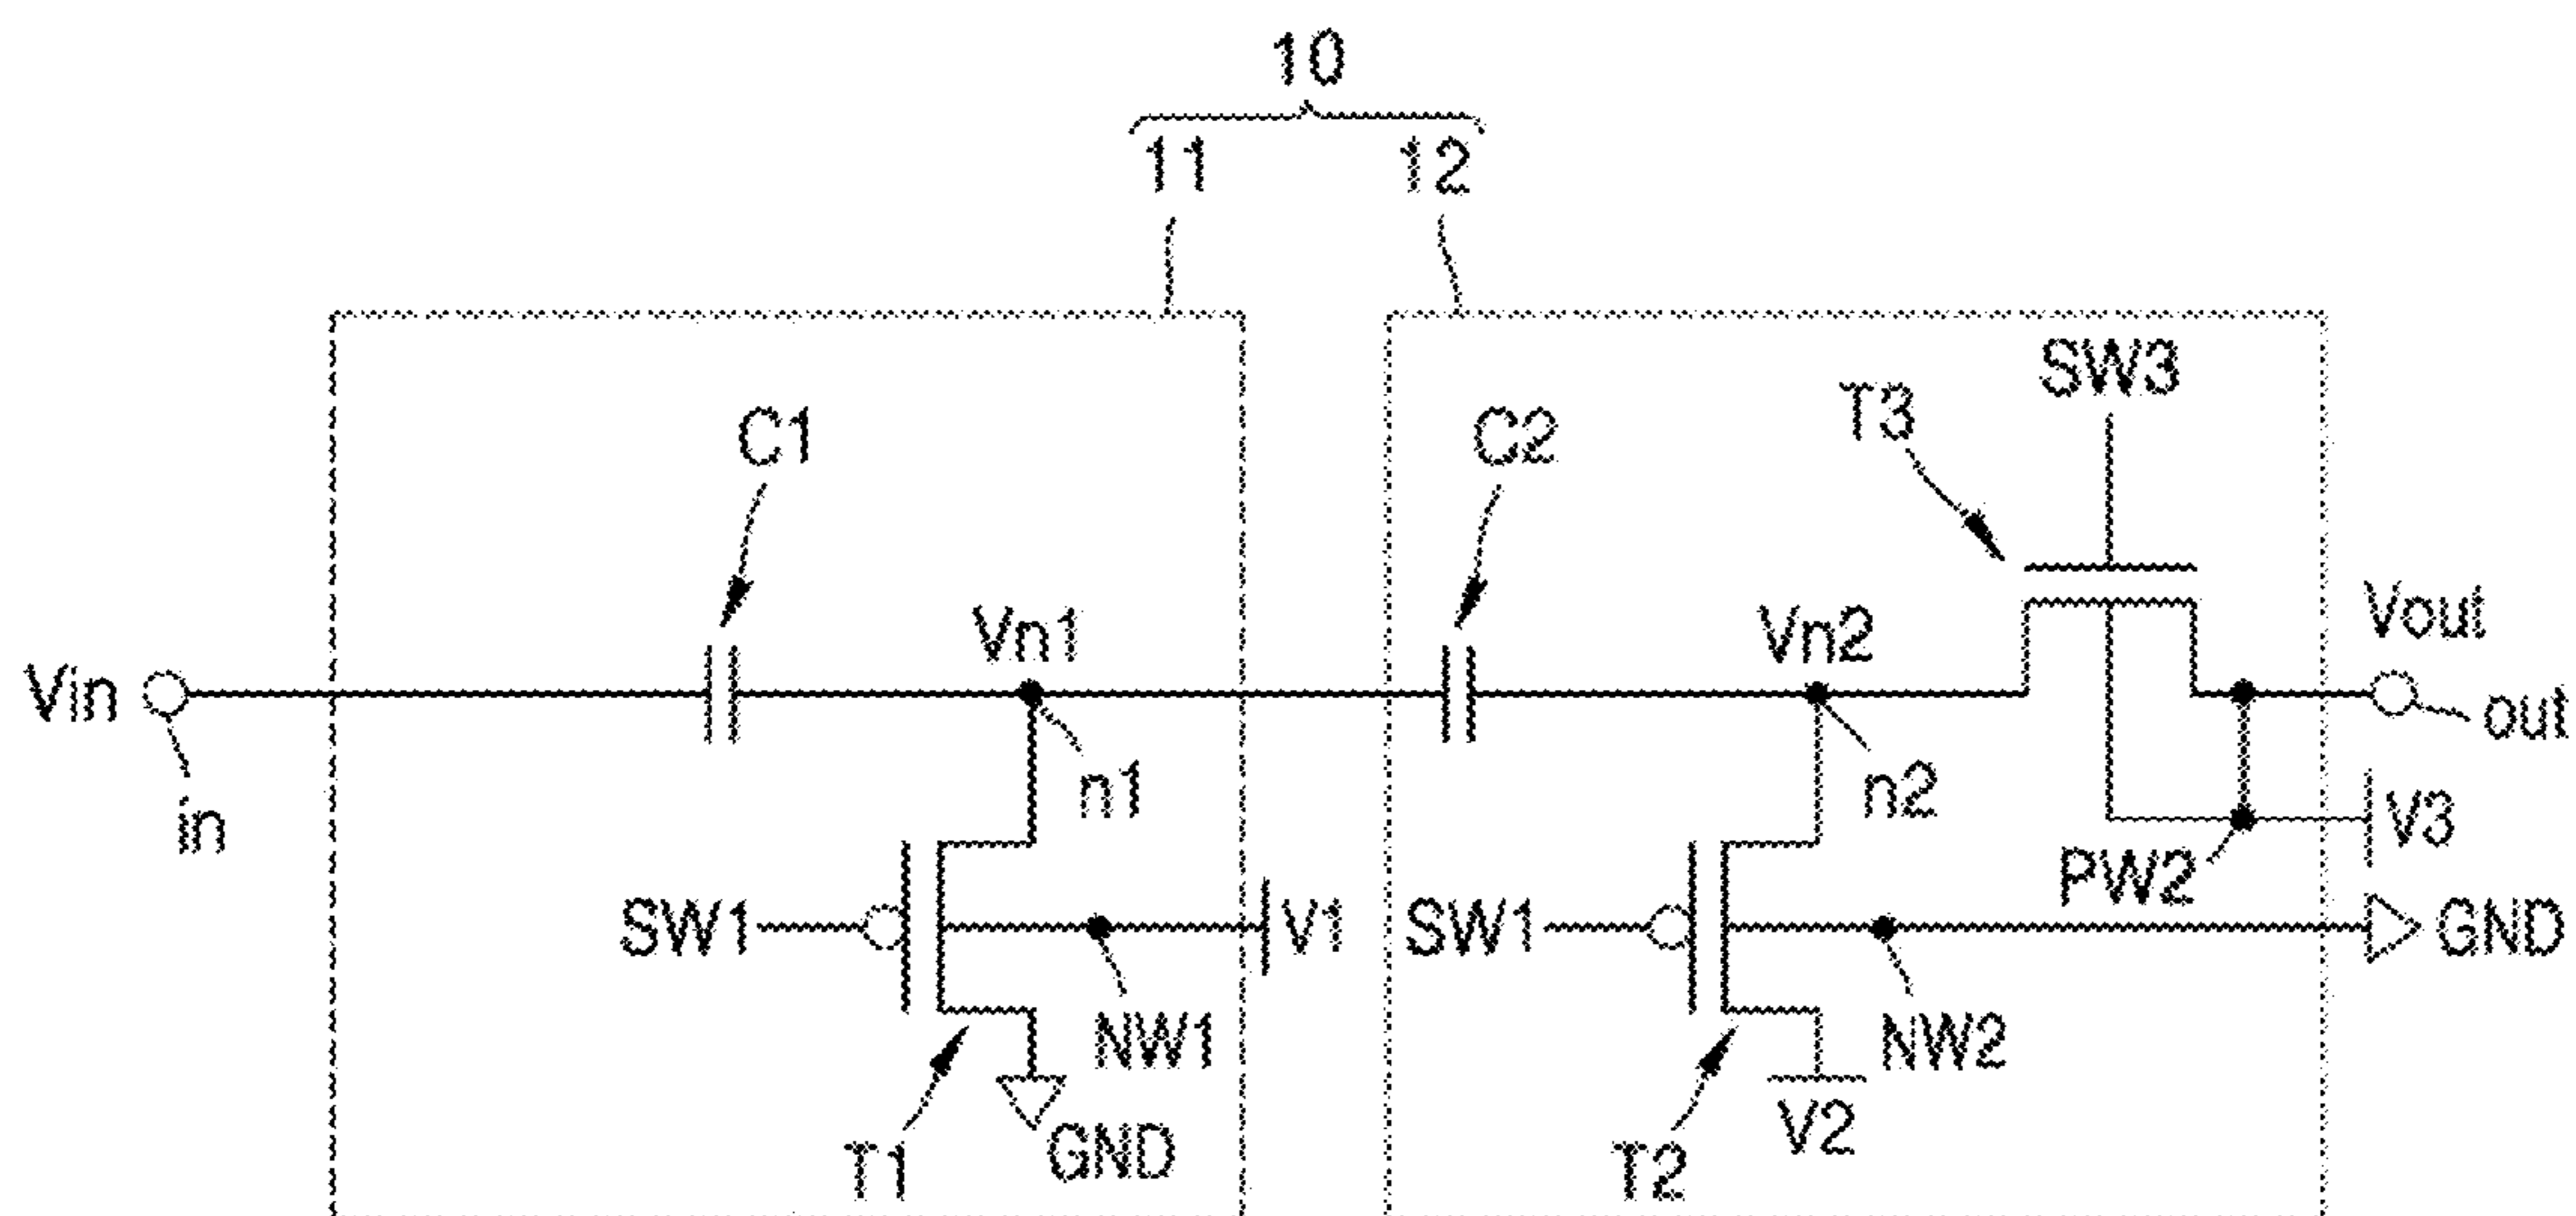 10
11 12
SW3
T3
C1 C2
Vn1 Vn2 Vout
Vin
out
n1 n2
in
V3
PW2
SW1 V1 SW1 GND
NW1 NW2
V2
T1 GND T2